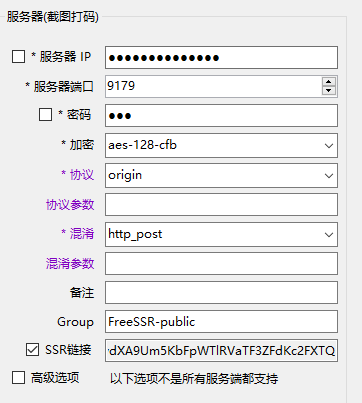 服务器(截图打码)
* 服务器 IP ●●●●●●●●●●●●●●
* 服务器端口 9179
* 密码 ●●●
* 加密 aes-128-cfb
* 协议 origin
协议参数
* 混淆 http_post
混淆参数
备注
Group FreeSSR-public
SSR链接 dXA9Um5KbFpWTlRVaTF3ZFdKc2FXTQ
高级选项 以下选项不是所有服务端都支持